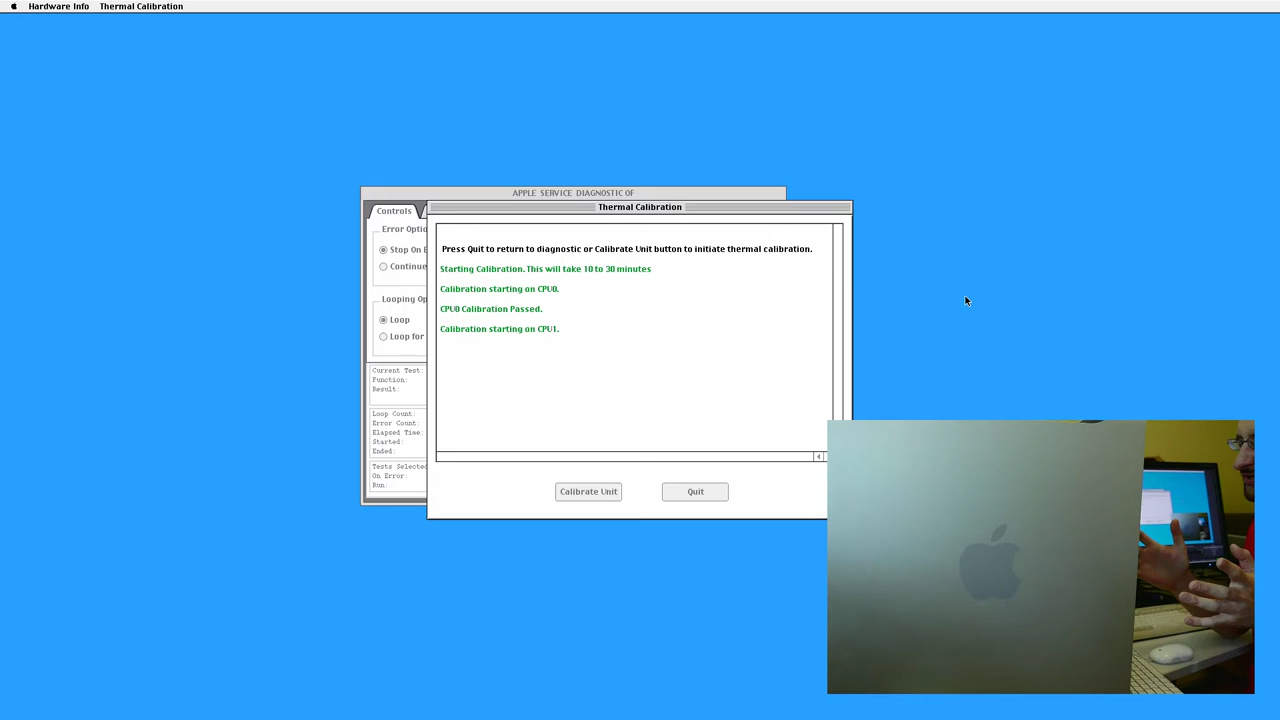 Hardware Info Thermal Calibration
APPLE SERVICE DIAGNOSTIC OF
Thermal Calibration
Controls
Error Optio
Stop On E
Continue
Looping Op
Loop
Loop for
Current Test:
Function:
Result:
Loop Count:
Error Count:
Elapsed Time:
Started:
Ended:
Tests Selected
On Error:
Run:
Press Quit to return to diagnostic or Calibrate Unit button to initiate thermal calibration.
Starting Calibration. This will take 10 to 30 minutes
Calibration starting on CPU0.
CPU0 Calibration Passed.
Calibration starting on CPU1.
Calibrate Unit Quit